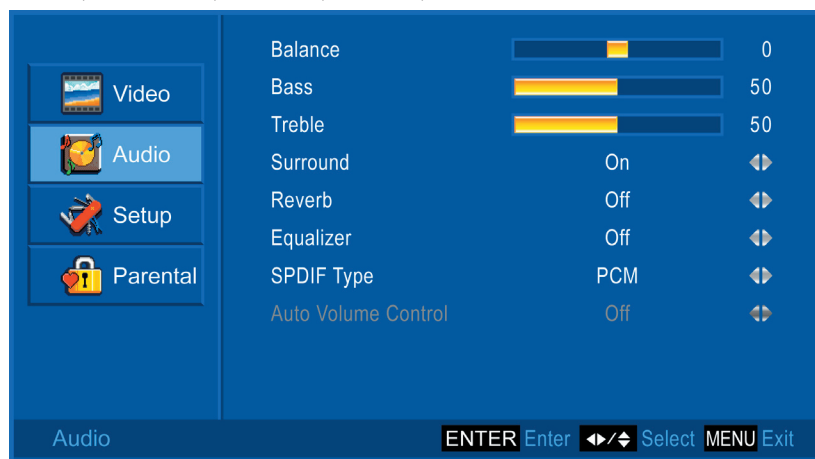 Video
Audio
Setup
Parental
Balance 0
Bass 50
Treble 50
Surround On
Reverb Off
Equalizer Off
SPDIF Type PCM
Auto Volume Control Off
Audio ENTER Enter / Select MENU Exit